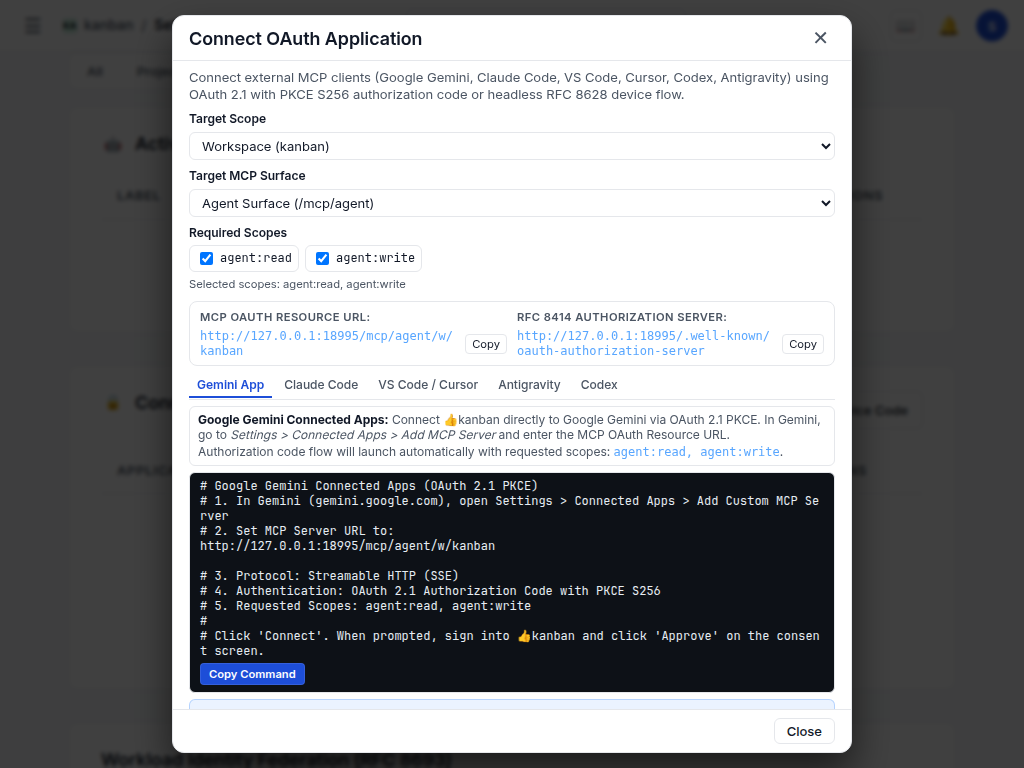 kanban /
Connect OAuth Application
✕
Connect external MCP clients (Google Gemini, Claude Code, VS Code, Cursor, Codex, Antigravity) using
OAuth 2.1 with PKCE S256 authorization code or headless RFC 8628 device flow.
Target Scope
Workspace (kanban)
Target MCP Surface
Agent Surface (/mcp/agent)
Required Scopes
agent:read agent:write
Selected scopes: agent:read, agent:write
MCP OAUTH RESOURCE URL:
http://127.0.0.1:18995/mcp/agent/w/
kanban
Copy
RFC 8414 AUTHORIZATION SERVER:
http://127.0.0.1:18995/.well-known/
oauth-authorization-server
Copy
Gemini App Claude Code VS Code / Cursor Antigravity Codex
Google Gemini Connected Apps: Connect 👍kanban directly to Google Gemini via OAuth 2.1 PKCE. In Gemini,
go to Settings > Connected Apps > Add MCP Server and enter the MCP OAuth Resource URL.
Authorization code flow will launch automatically with requested scopes: agent:read, agent:write.
# Google Gemini Connected Apps (OAuth 2.1 PKCE)
# 1. In Gemini (gemini.google.com), open Settings > Connected Apps > Add Custom MCP Se
rver
# 2. Set MCP Server URL to:
http://127.0.0.1:18995/mcp/agent/w/kanban
# 3. Protocol: Streamable HTTP (SSE)
# 4. Authentication: OAuth 2.1 Authorization Code with PKCE S256
# 5. Requested Scopes: agent:read, agent:write
#
# Click 'Connect'. When prompted, sign into 👍kanban and click 'Approve' on the consen
t screen.
Copy Command
Close
LABEL
Workload Identity Federation (RFC 8693)